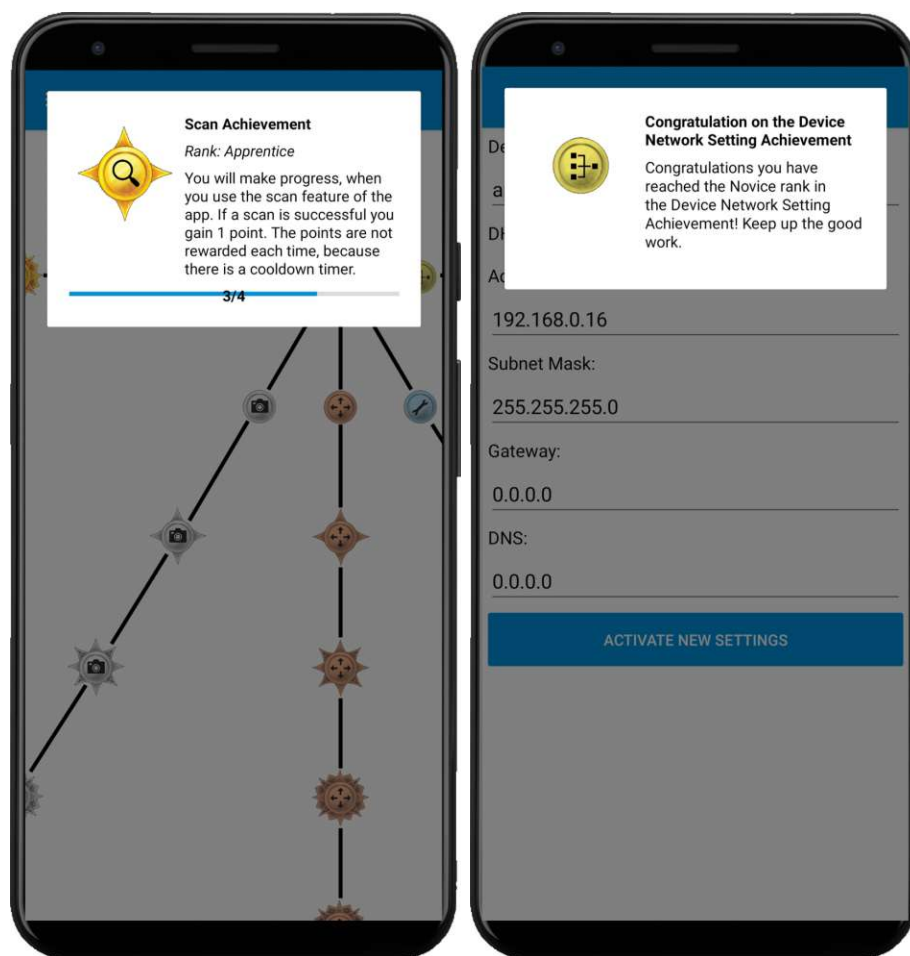 Scan Achievement
Rank: Apprentice
You will make progress, when
you use the scan feature of the
app. If a scan is successful you
gain 1 point. The points are not
rewarded each time, because
there is a cooldown timer.
3/4
Congratulation on the Device
Network Setting Achievement
Congratulations you have
reached the Novice rank in
the Device Network Setting
Achievement! Keep up the good
work.
192.168.0.16
Subnet Mask:
255.255.255.0
Gateway:
0.0.0.0
DNS:
0.0.0.0
ACTIVATE NEW SETTINGS